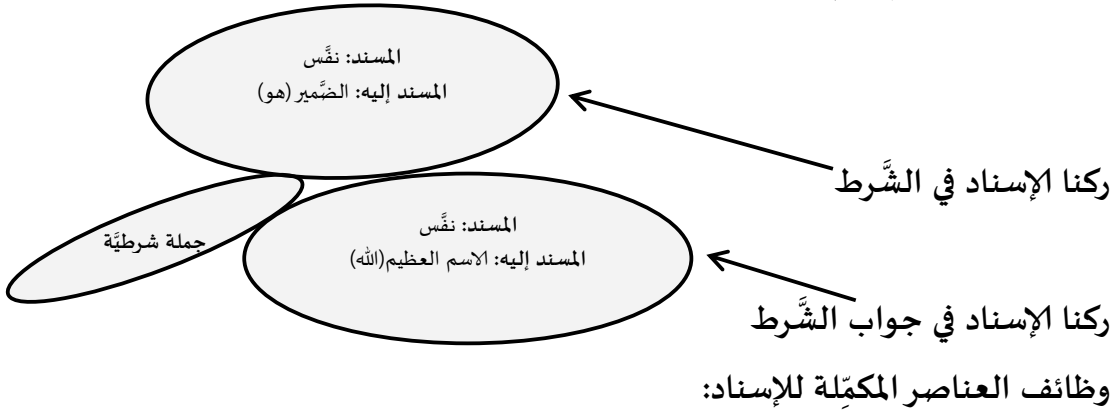 المسند: نفَّس
المسند إليه: الضَّمير (هو)
ركنا الإسناد في الشَّرط
جملة شرطيَّة
المسند: نفَّس
المسند إليه: الاسم العظيم(الله)
ركنا الإسناد في جواب الشَّرط
وظائف العناصر المكمِّلة للإسناد: